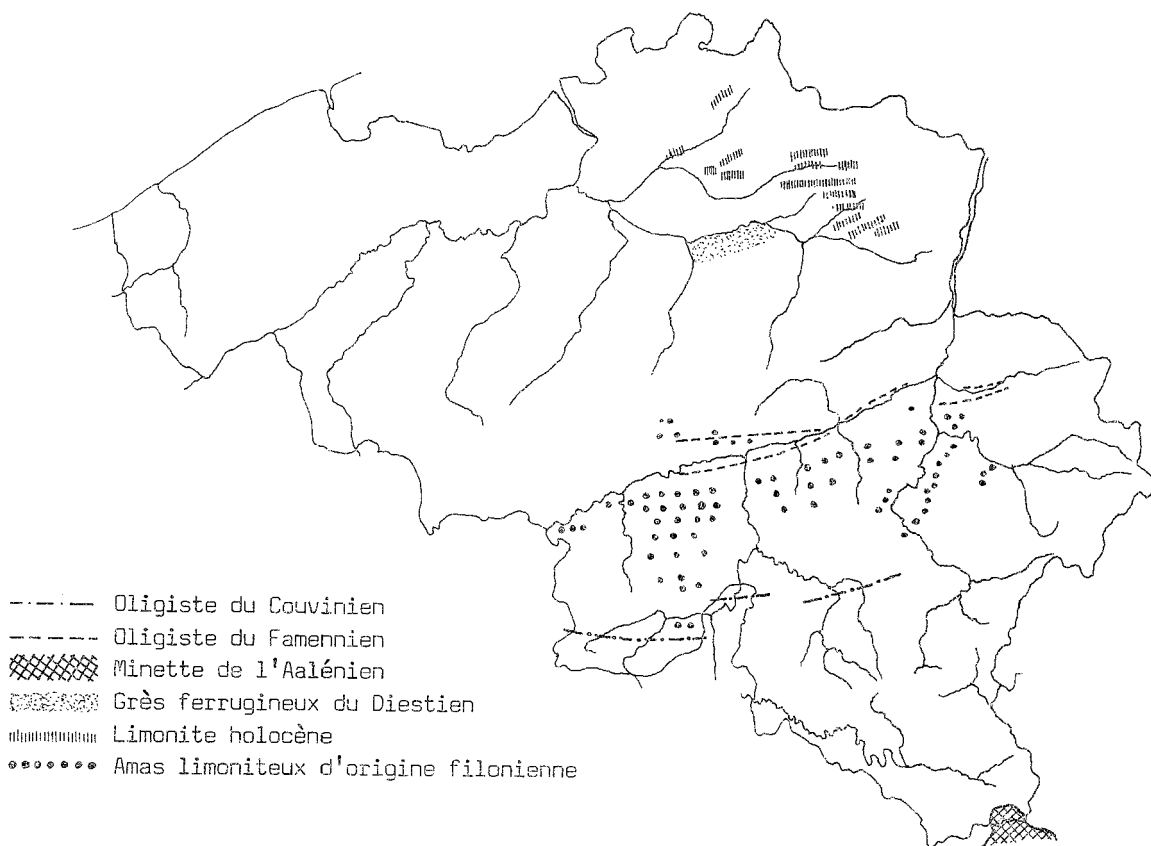 Oligiste du Couvinien
Oligiste du Famennien
Minette de l'Aalénien
Grès ferrugineux du Diestien
Limonite holocène
Amas limoniteux d'origine filonienne